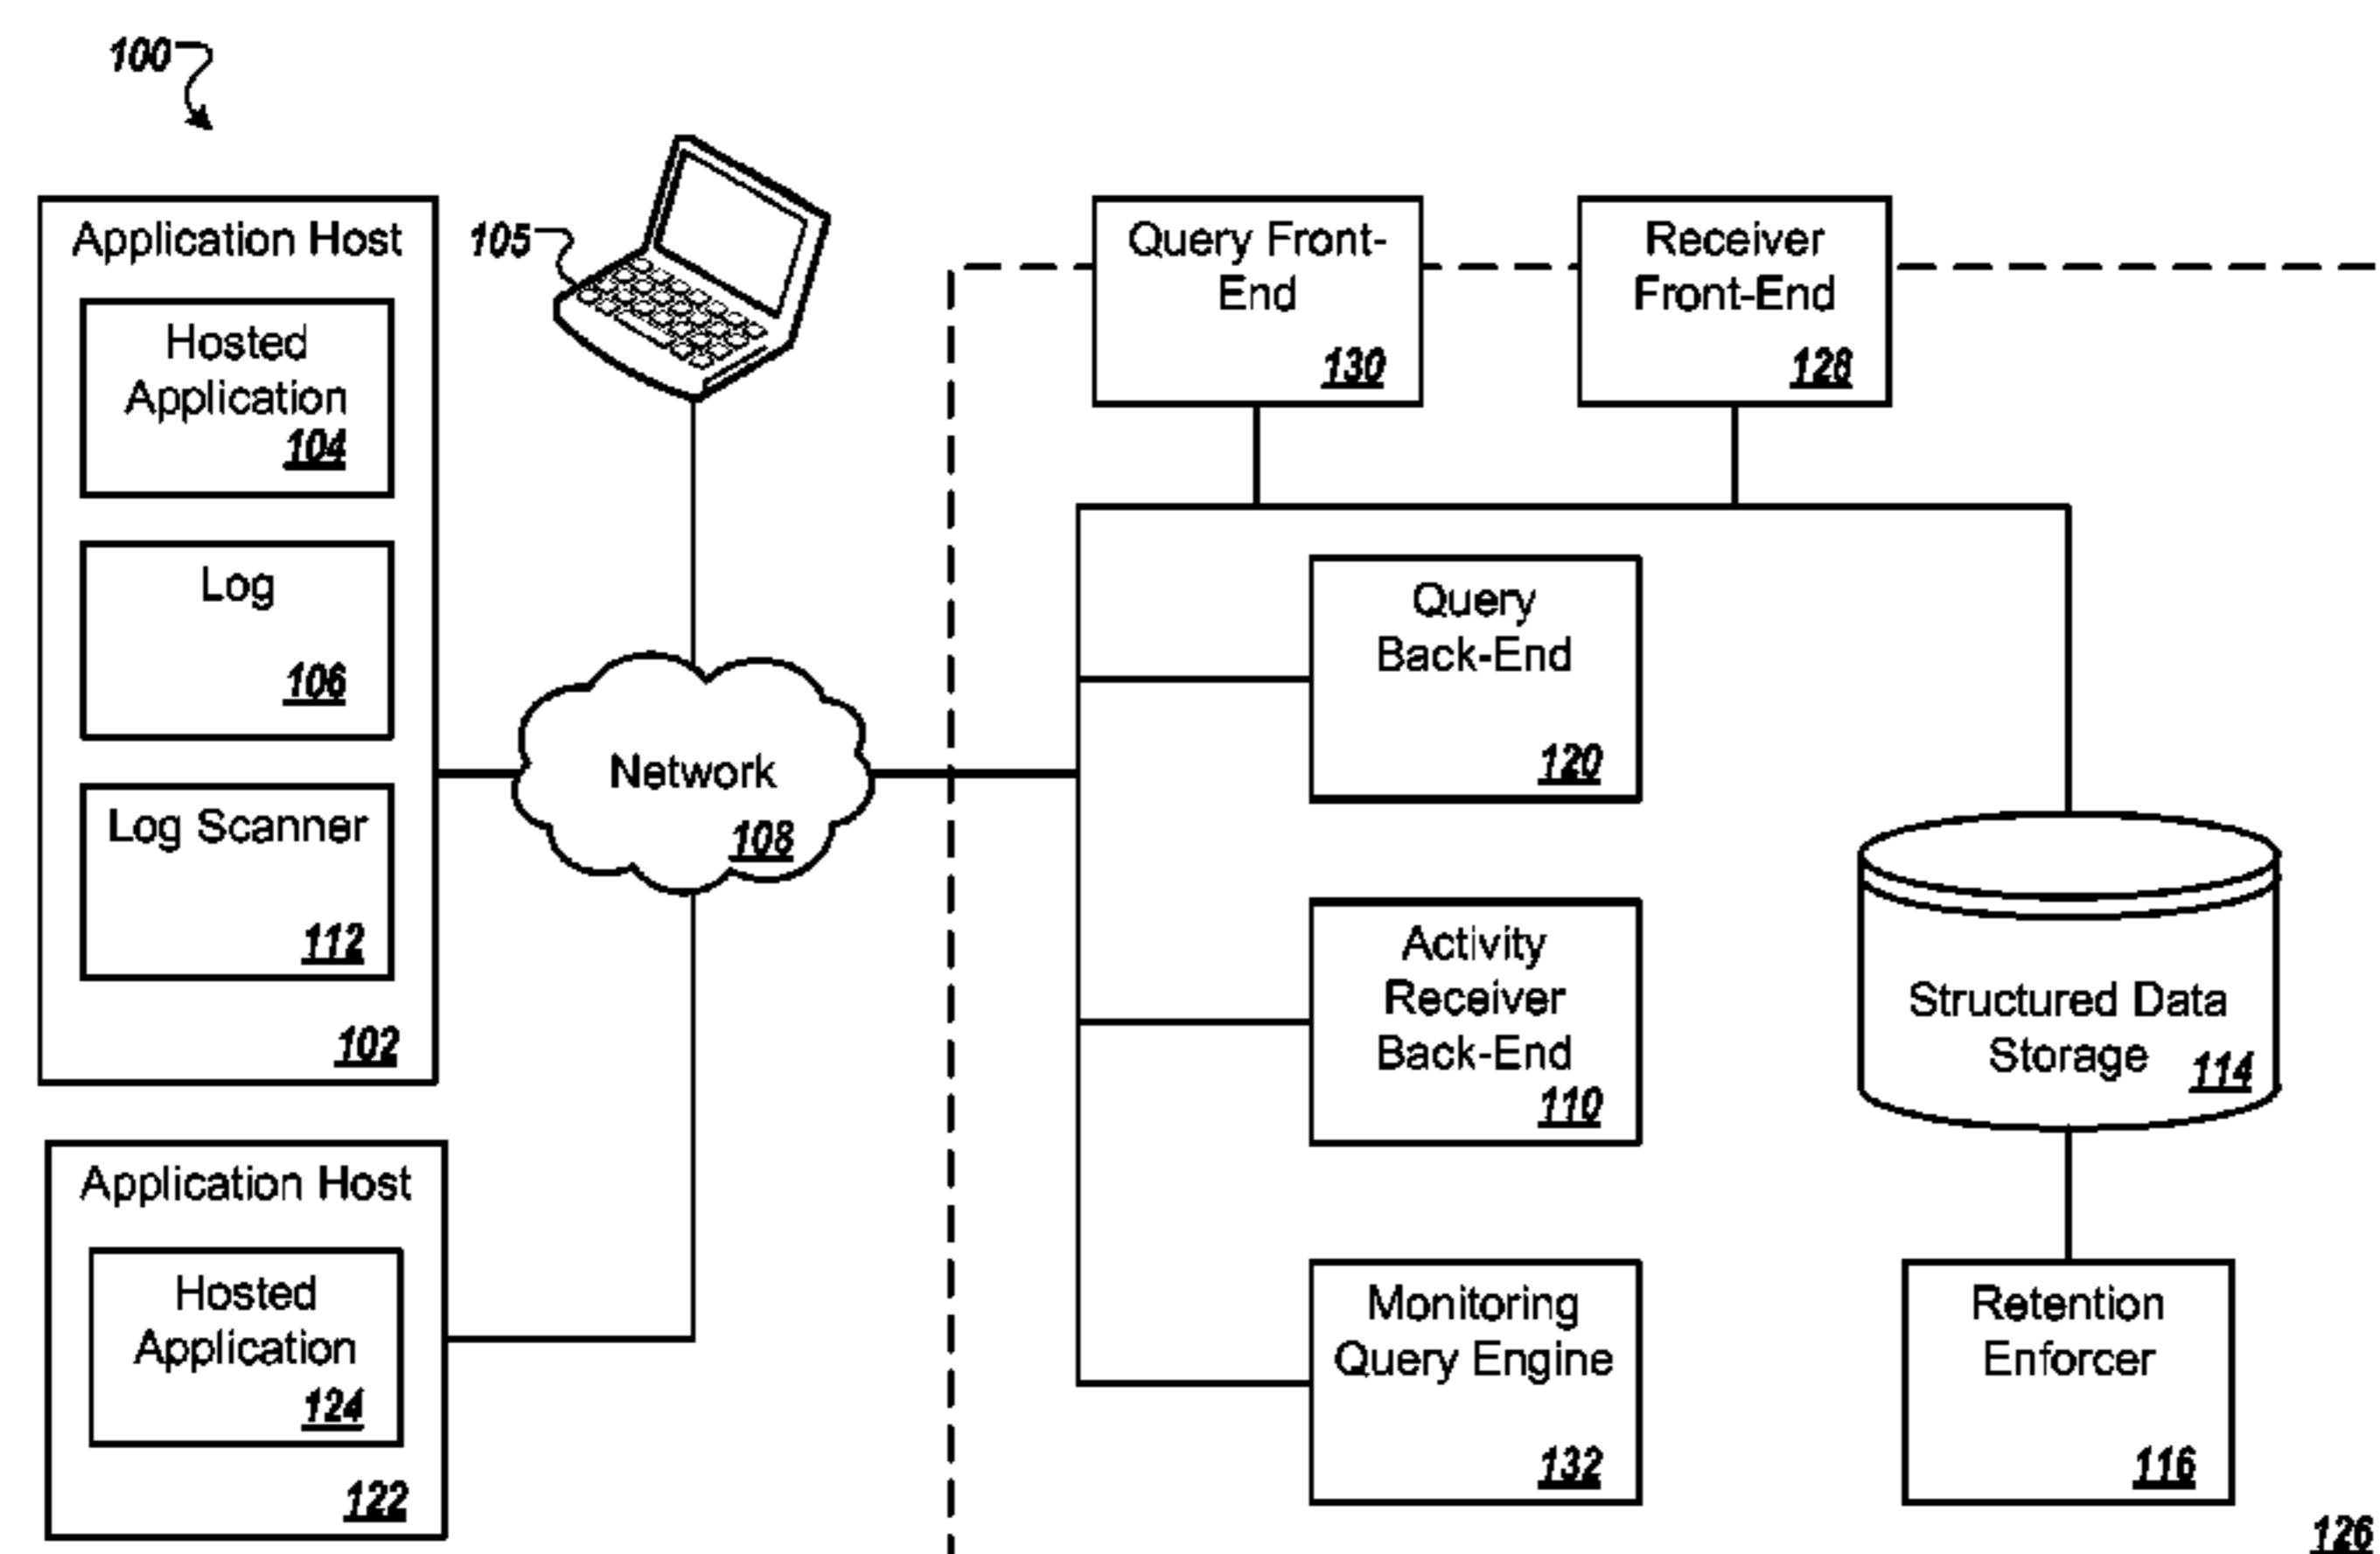 100
Application Host
Hosted
Application
104
Log
106
Log Scanner
112
102
105
Network
108
Application Host
Hosted
Application
124
122
Query Front-
End
130
Receiver
Front-End
128
Query
Back-End
120
Activity
Receiver
Back-End
110
Monitoring
Query Engine
132
Structured Data
Storage
114
Retention
Enforcer
116
126